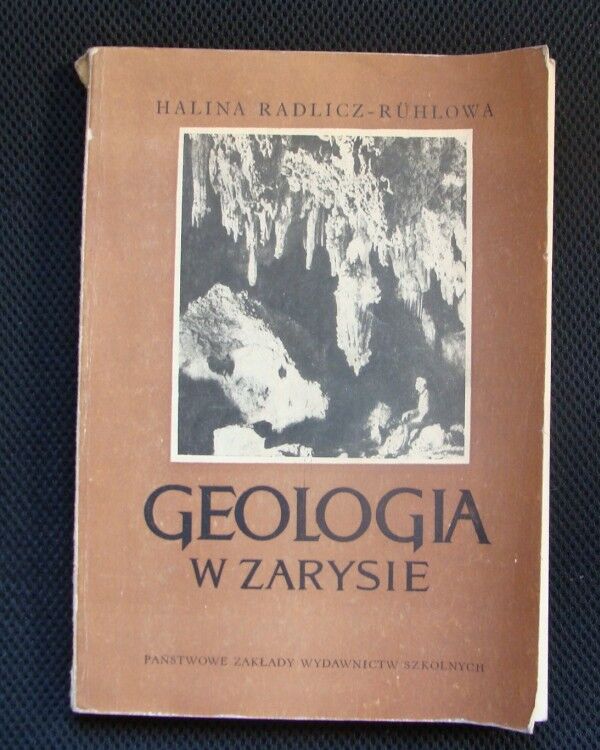 HALINA RADLICZ-RÜHLOWA
GEOLOGIA
W ZARYSIE
PAŃSTWOWE ZAKŁADY WYDAWNICTW SZKOLNYCH